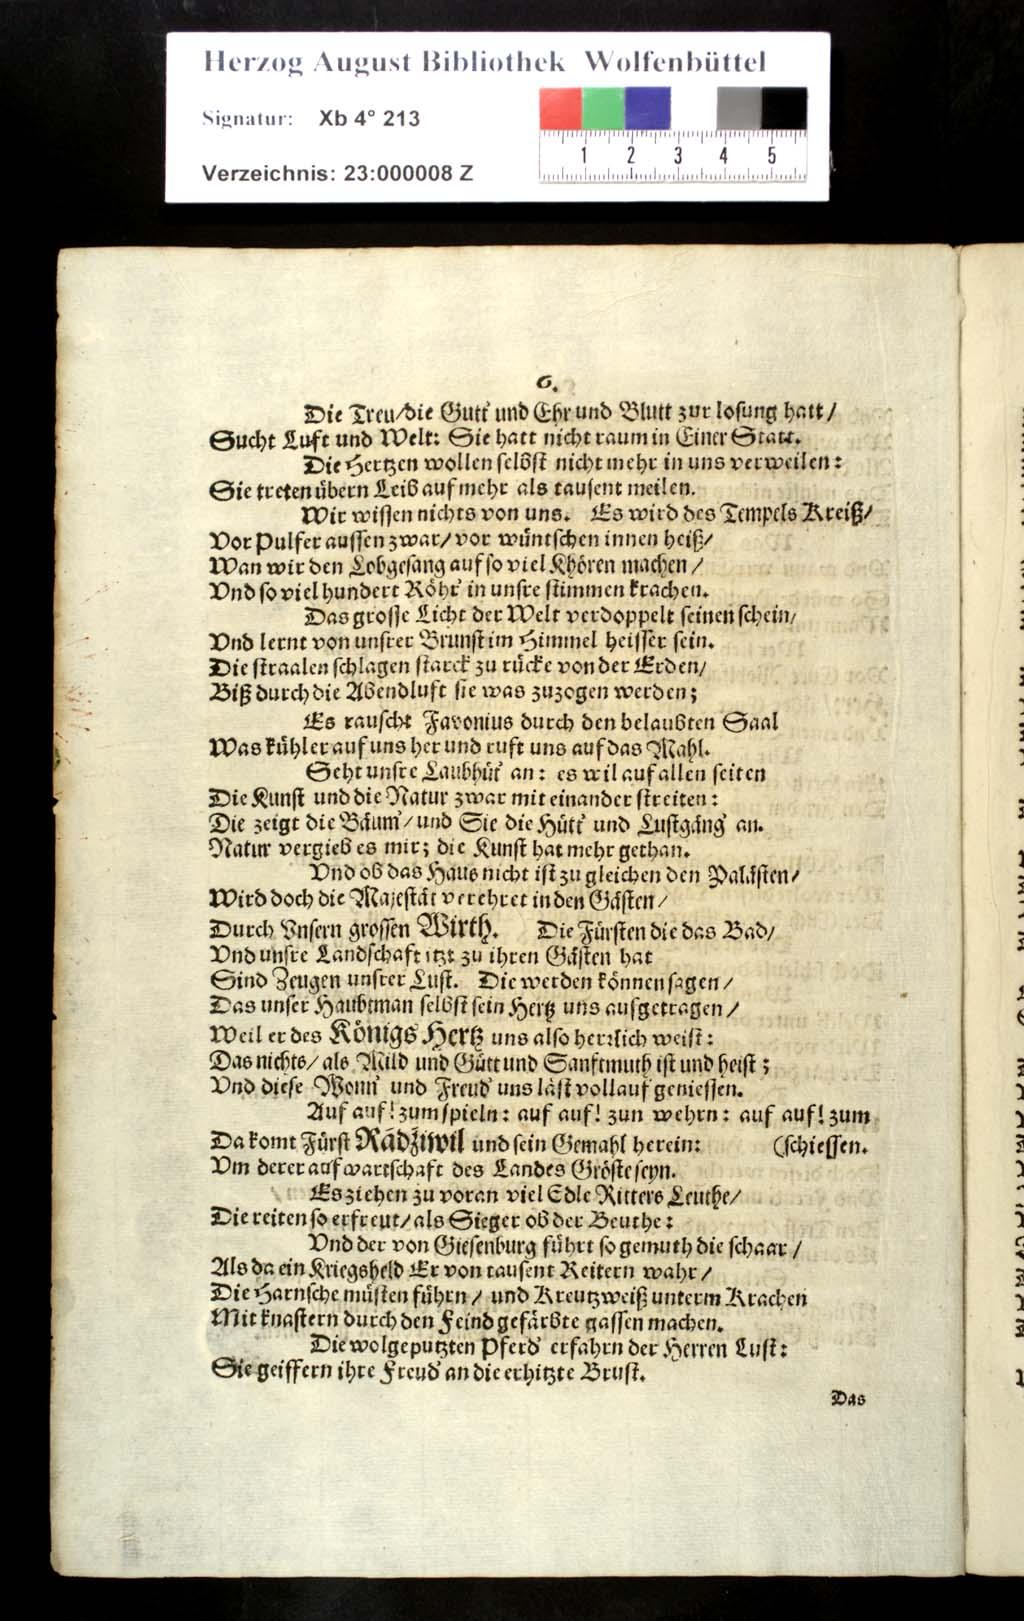 Herzog August Bibliothek Wolfenbüttel
Signatur: Xb 4° 213
Verzeichnis: 23:000008 Z
1 2 3 4 5
6.
Die Treu/die Gutt' und Ehr und Blutt zur losung hatt/
Sucht Luft und Welt: Sie hatt nicht raum in Einer Statt.
Die Hertzen wollen selbst nicht mehr in uns verweilen:
Sie treten übern Leib auf mehr als tausent meilen.
Wir wissen nichts von uns. Es wird des Tempels Kreiß/
Vor Pulfer aussen zwar/ vor wüntschen innen heiß/
Wan wir den Lobgesang auf so viel Khören machen/
Vnd so viel hundert Röhr' in unsre stimmen krachen.
Das grosse Licht der Welt verdoppelt seinen schein/
Vnd lernt von unsrer Brunst im Himmel heisser sein.
Die straalen schlagen starck zu rücke von der Erden/
Biß durch die Abendluft sie was zuzogen werden;
Es rauscht Favonius durch den belaubten Saal
Was kühler auf uns her und ruft uns auf das Mahl.
Seht unsre Laubhüt' an: es wil auf allen seiten
Die Kunst und die Natur zwar mit einander streiten:
Die zeigt die Bäum'/ und Sie die Hütt' und Lustgäng' an.
Natur vergieb es mir; die Kunst hat mehr gethan.
Vnd ob das Haus nicht ist zu gleichen den Palästen/
Wird doch die Majestät verehret in den Gästen/
Durch Vnsern grossen Wirth. Die Fürsten die das Bad/
Vnd unsre Landschaft itzt zu ihren Gästen hat
Sind Zeugen unsrer Lust. Die werden können sagen/
Das unser Haubtman selbst sein Hertz uns ausgetragen/
Weil er des Königs Hertz uns also herrlich weist:
Das nichts/ als Mild und Gütt und Sanftmuth ist und heist;
Vnd diese Wonn' und Freud' uns läst vollauf geniessen.
Auf auf! zum spieln: auf auf! zun wehrn: auf auf! zum
Da komt Fürst Radziwil und sein Gemahl herein: (schiessen.
Vm derer aufwartschaft des Landes Gröste seyn.
Es ziehen zu voran viel Edle Ritters Leuthe/
Die reiten so erfreut/ als Sieger ob der Beuthe:
Vnd der von Giesenburg führt so gemuth die schaar/
Als da ein Kriegsheld Er von tausent Reitern wahr/
Die Harnsche müsten führn/ und Kreutzweiß unterm Krachen
Mit knastern durch den Feind gefärbte gassen machen.
Die wolgeputzten Pferd' erfahrn der Herren Lust:
Sie geiffern ihre Freud' an die erhitzte Brust.
Das